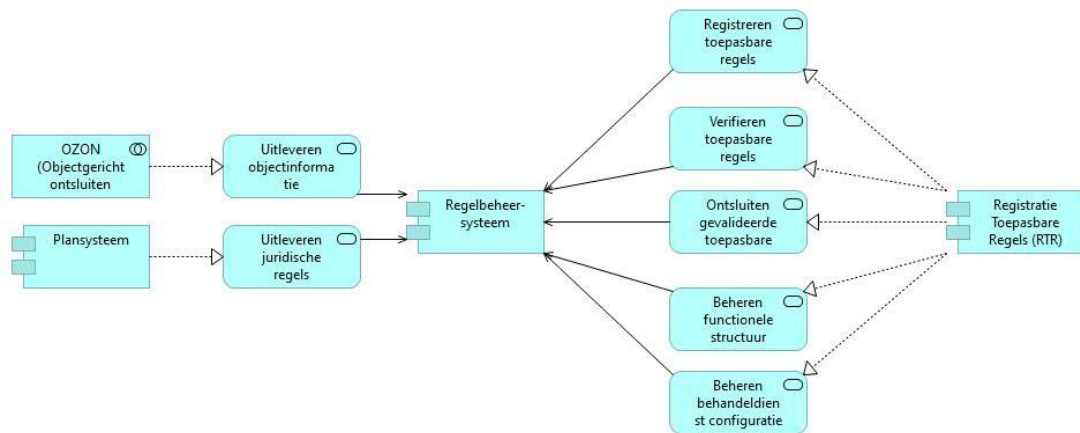 OZON
(Objectgericht
ontsluiten
Plansysteem
Uitleveren
objectinforma
tie
Uitleveren
juridische
regels
Regelbeheer-
systeem
Registreren
toepasbare
regels
Verifieren
toepasbare
regels
Ontsluiten
gevalideerde
toepasbare
Beheren
functionele
structuur
Beheren
behandeldien
st configuratie
Registratie
Toepasbare
Regels (RTR)